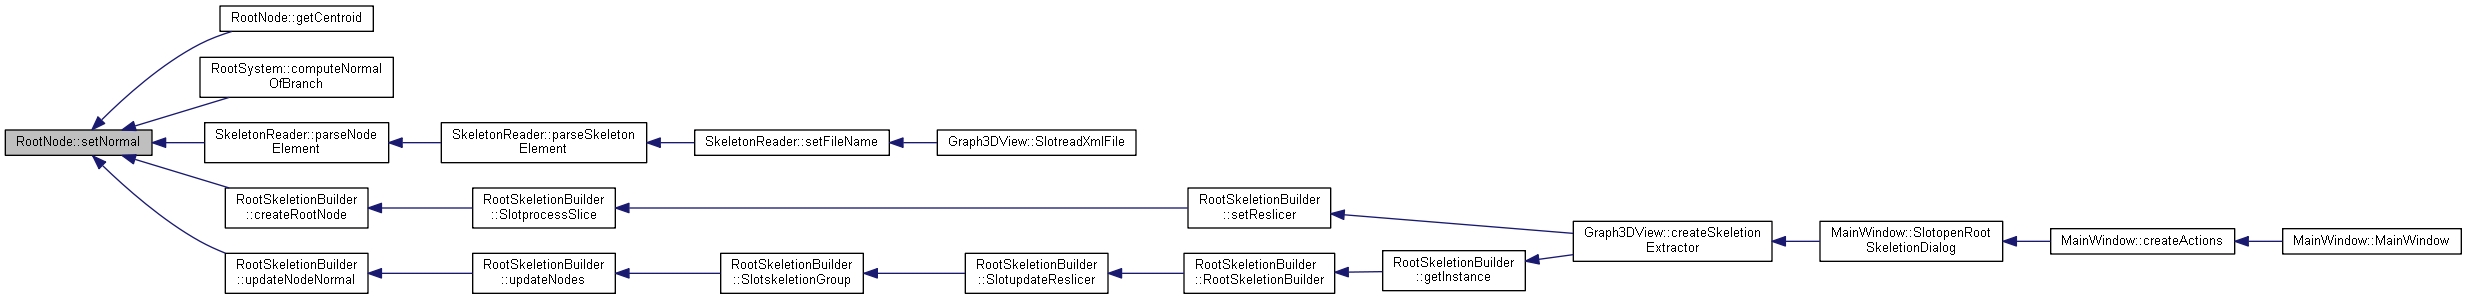 RootNode::getCentroid
RootSystem::computeNormal
OfBranch
RootNode::setNormal
SkeletonReader::parseNode
Element
SkeletonReader::parseSkeleton
Element
SkeletonReader::setFileName
Graph3DView::SlotreadXmlFile
RootSkeletionBuilder
::createRootNode
RootSkeletionBuilder
::SlotprocessSlice
RootSkeletionBuilder
::setReslicer
RootSkeletionBuilder
::updateNodeNormal
RootSkeletionBuilder
::updateNodes
RootSkeletionBuilder
::SlotskeletionGroup
RootSkeletionBuilder
::SlotupdateReslicer
RootSkeletionBuilder
::RootSkeletionBuilder
RootSkeletionBuilder
::getInstance
Graph3DView::createSkeletion
Extractor
MainWindow::SlotopenRoot
SkeletionDialog
MainWindow::createActions
MainWindow::MainWindow